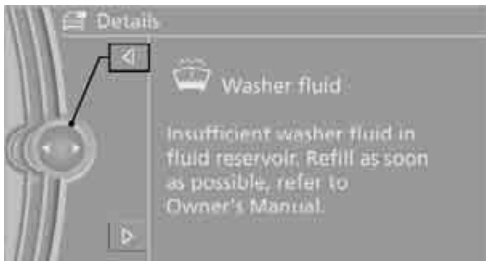 Details
Washer fluid
Insufficient washer fluid in
fluid reservoir. Refill as soon
as possible, refer to
Owner's Manual.